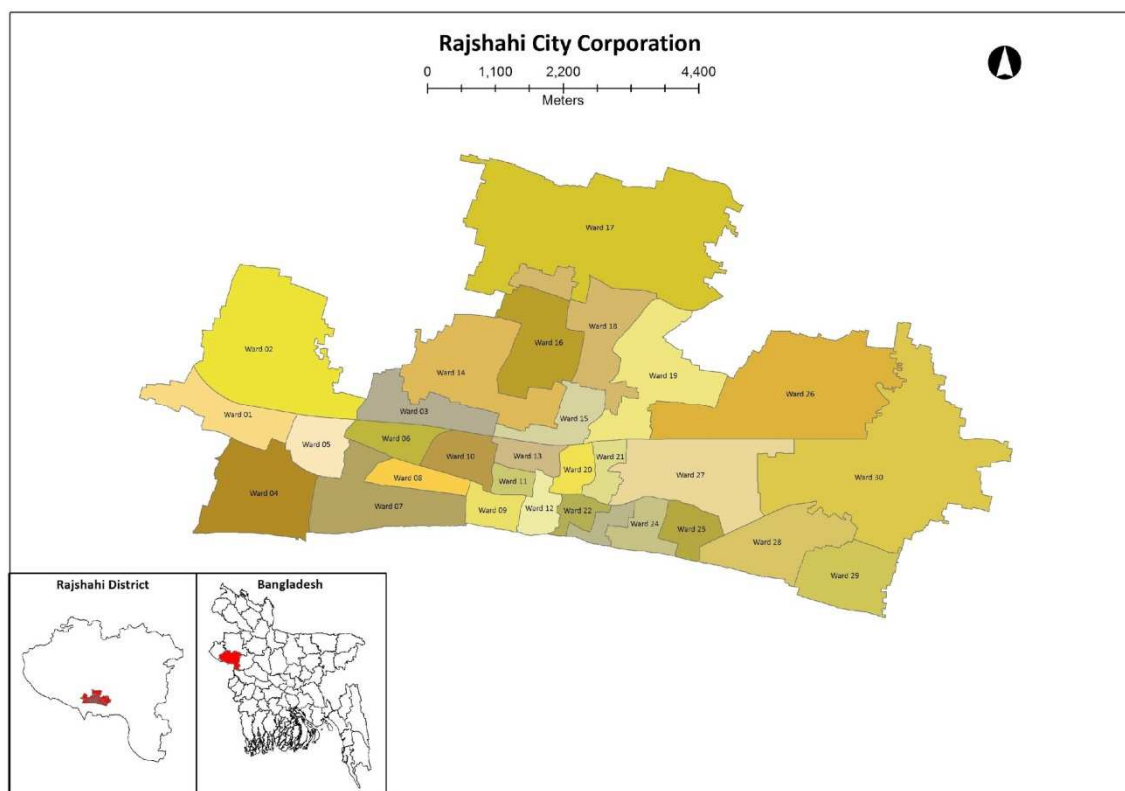 Rajshahi City Corporation
0 1,100 2,200 4,400
Meters
Ward 17
Ward 18
Ward 16
Ward 02
Ward 14
Ward 19
Ward 26
Ward 03
Ward 01
Ward 15
Ward 06
Ward 05
Ward 10
Ward 13
Ward 21
Ward 20
Ward 27
Ward 30
Ward 08
Ward 11
Ward 04
Ward 07
Ward 09
Ward 12
Ward 22
Ward 24
Ward 25
Ward 28
Ward 29
Rajshahi District
Bangladesh